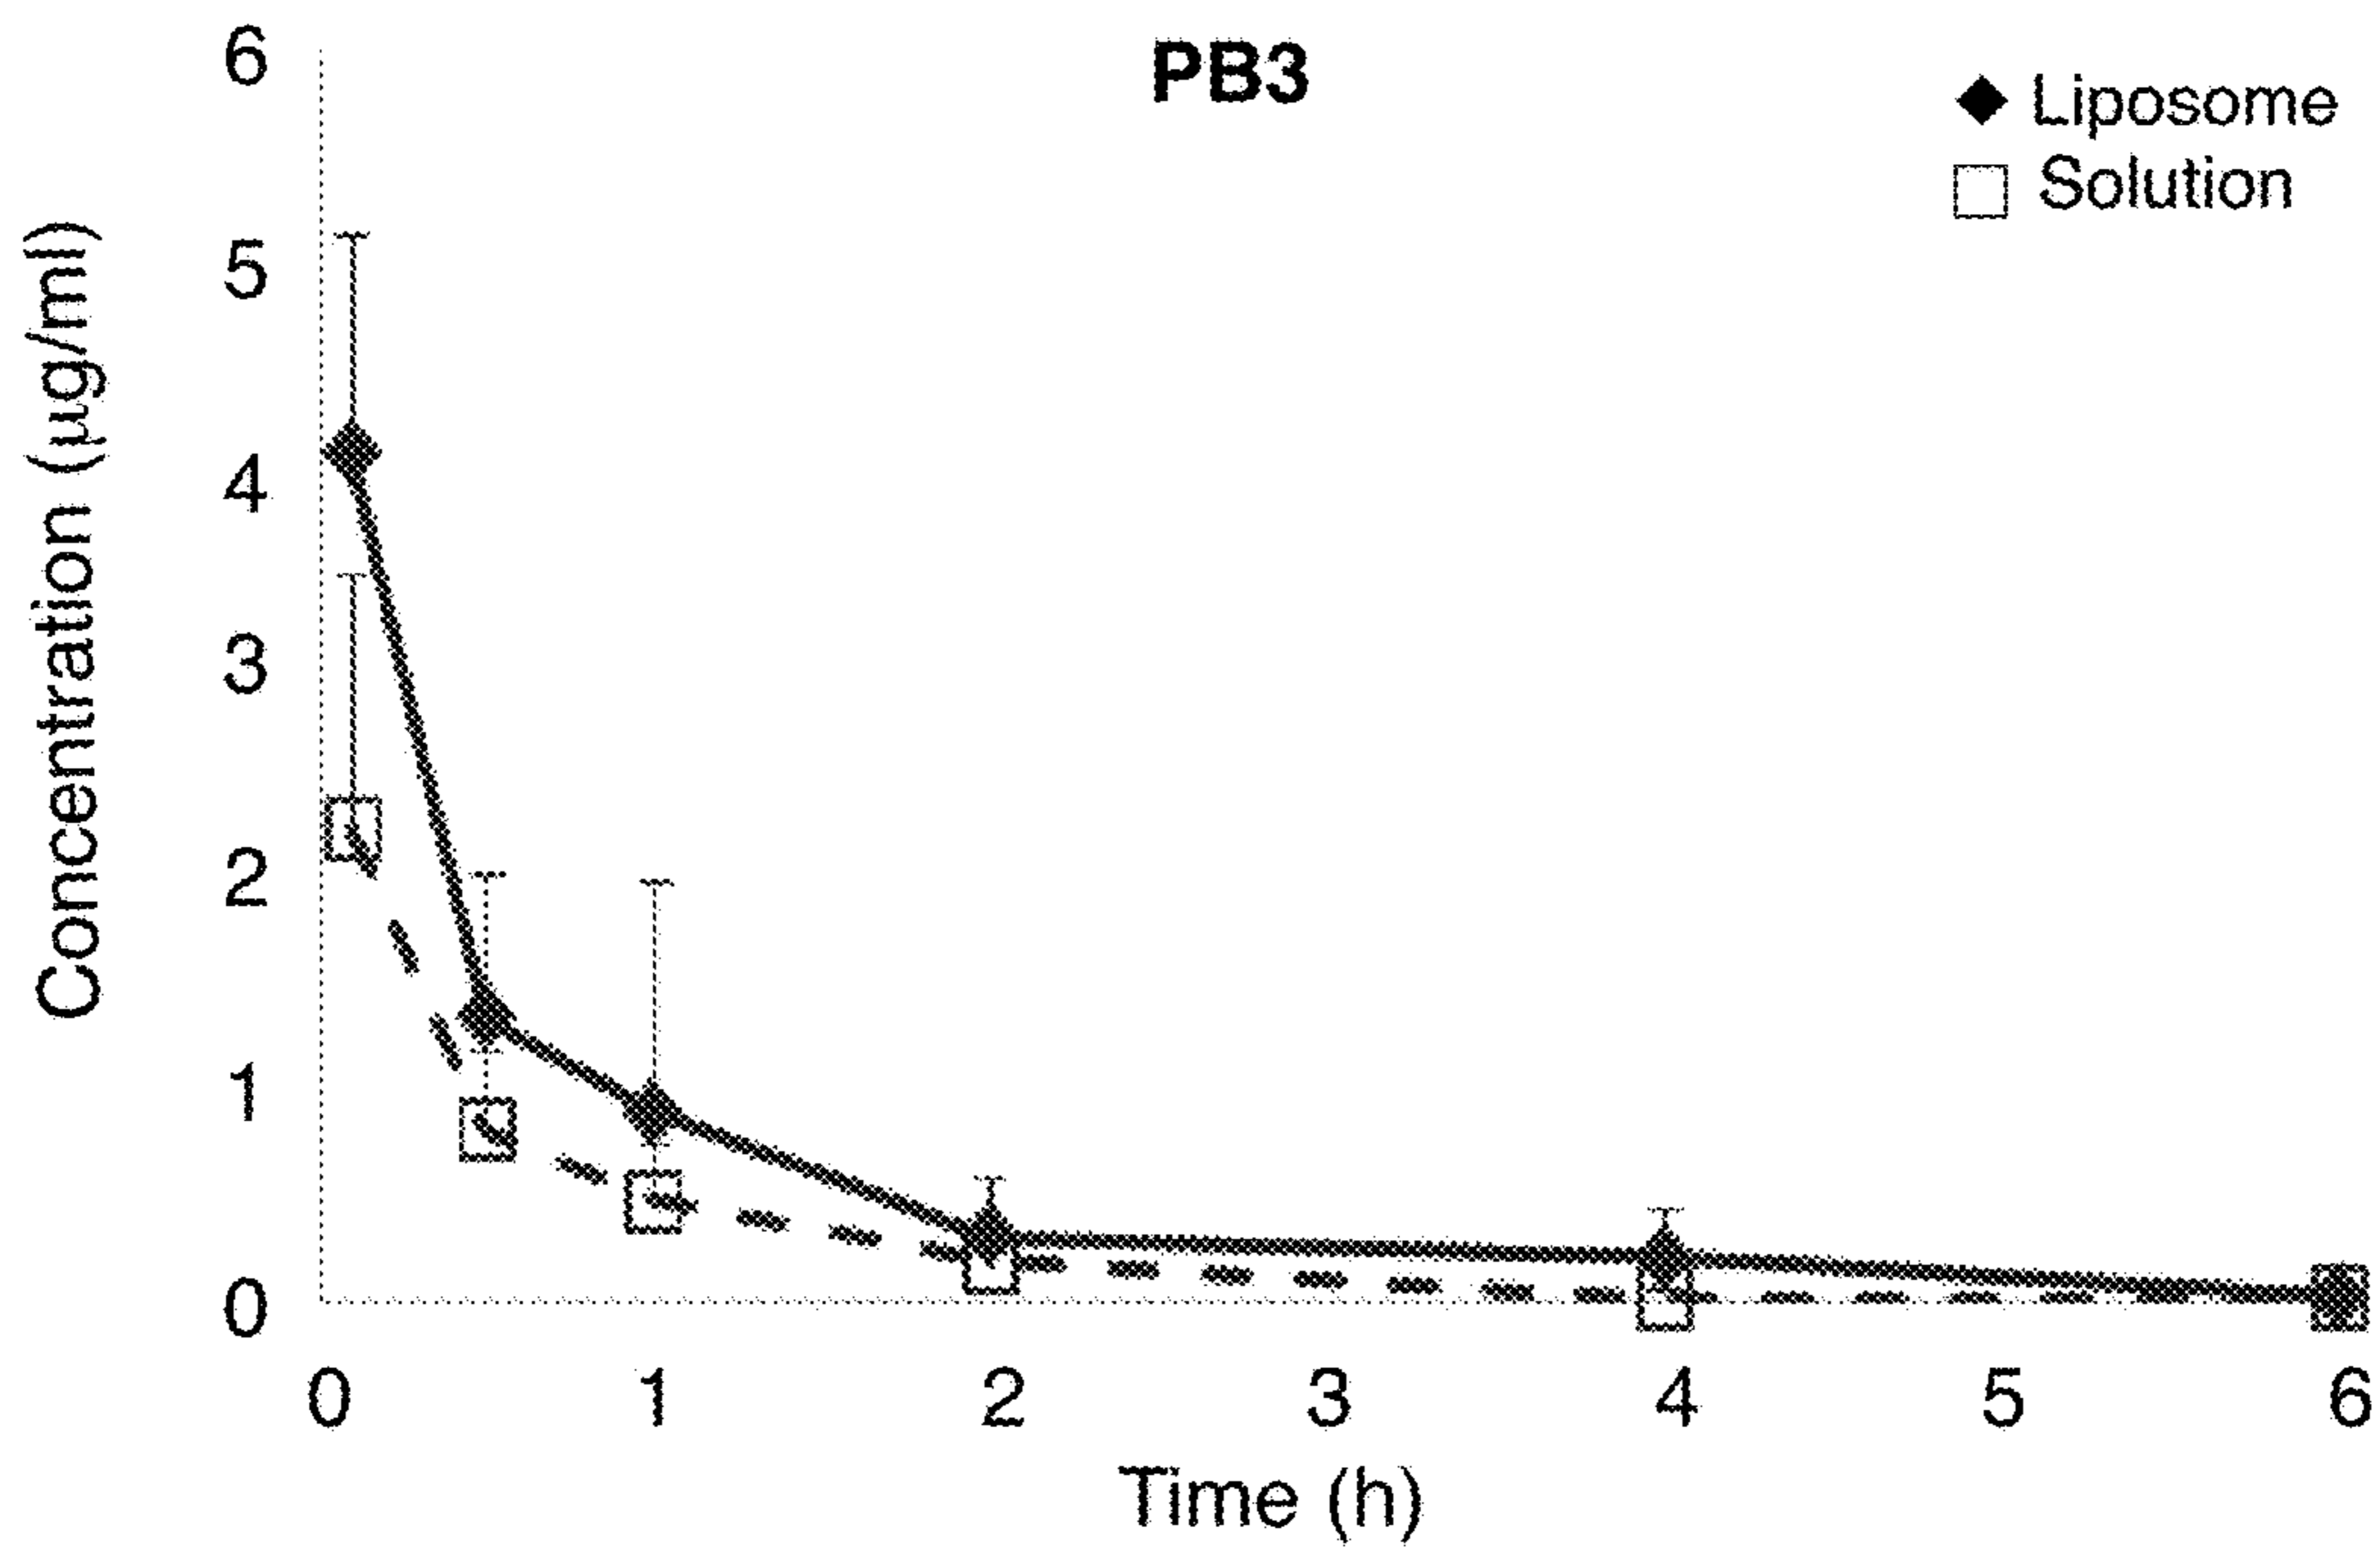 PB3
Liposome
Solution
Concentration (µg/ml)
6
5
4
3
2
1
0
0 1 2 3 4 5 6
Time (h)